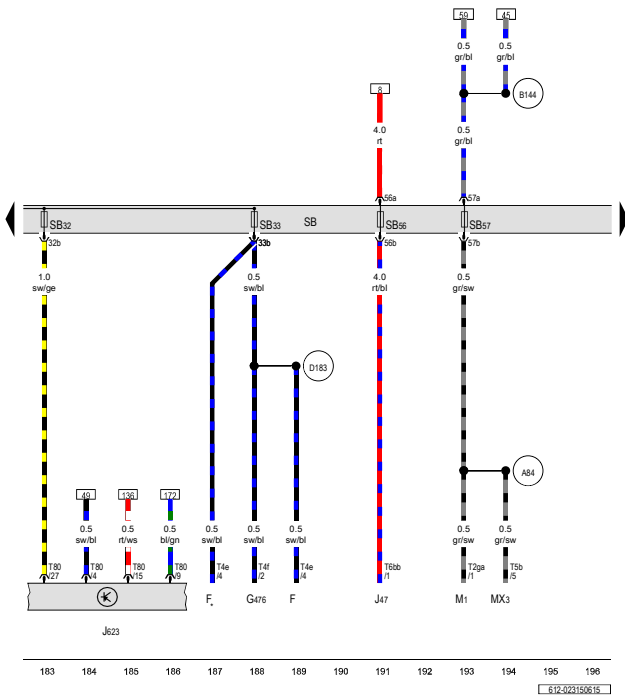 59 45
0.5 0.5
gr/bl gr/bl
8
B144
4.0 0.5
rt gr/bl
56a 57a
SB32 SB33 SB SB56 SB57
32b 33b 56b 57b
1.0 0.5 4.0 0.5
sw/ge sw/bl rt/bl gr/sw
D183
A84
49 136 172
0.5 0.5 0.5 0.5 0.5 0.5 0.5 0.5
sw/bl rt/ws bl/gn sw/bl sw/bl sw/bl gr/sw gr/sw
T80 T80 T80 T80 T4e T4f T4e T6bb T2ga T5b
/27 /4 /15 /9 /4 /2 /4 /1 /1 /5
F* G476 F J47 M1 MX3
J623
183 184 185 186 187 188 189 190 191 192 193 194 195 196
612-023150615